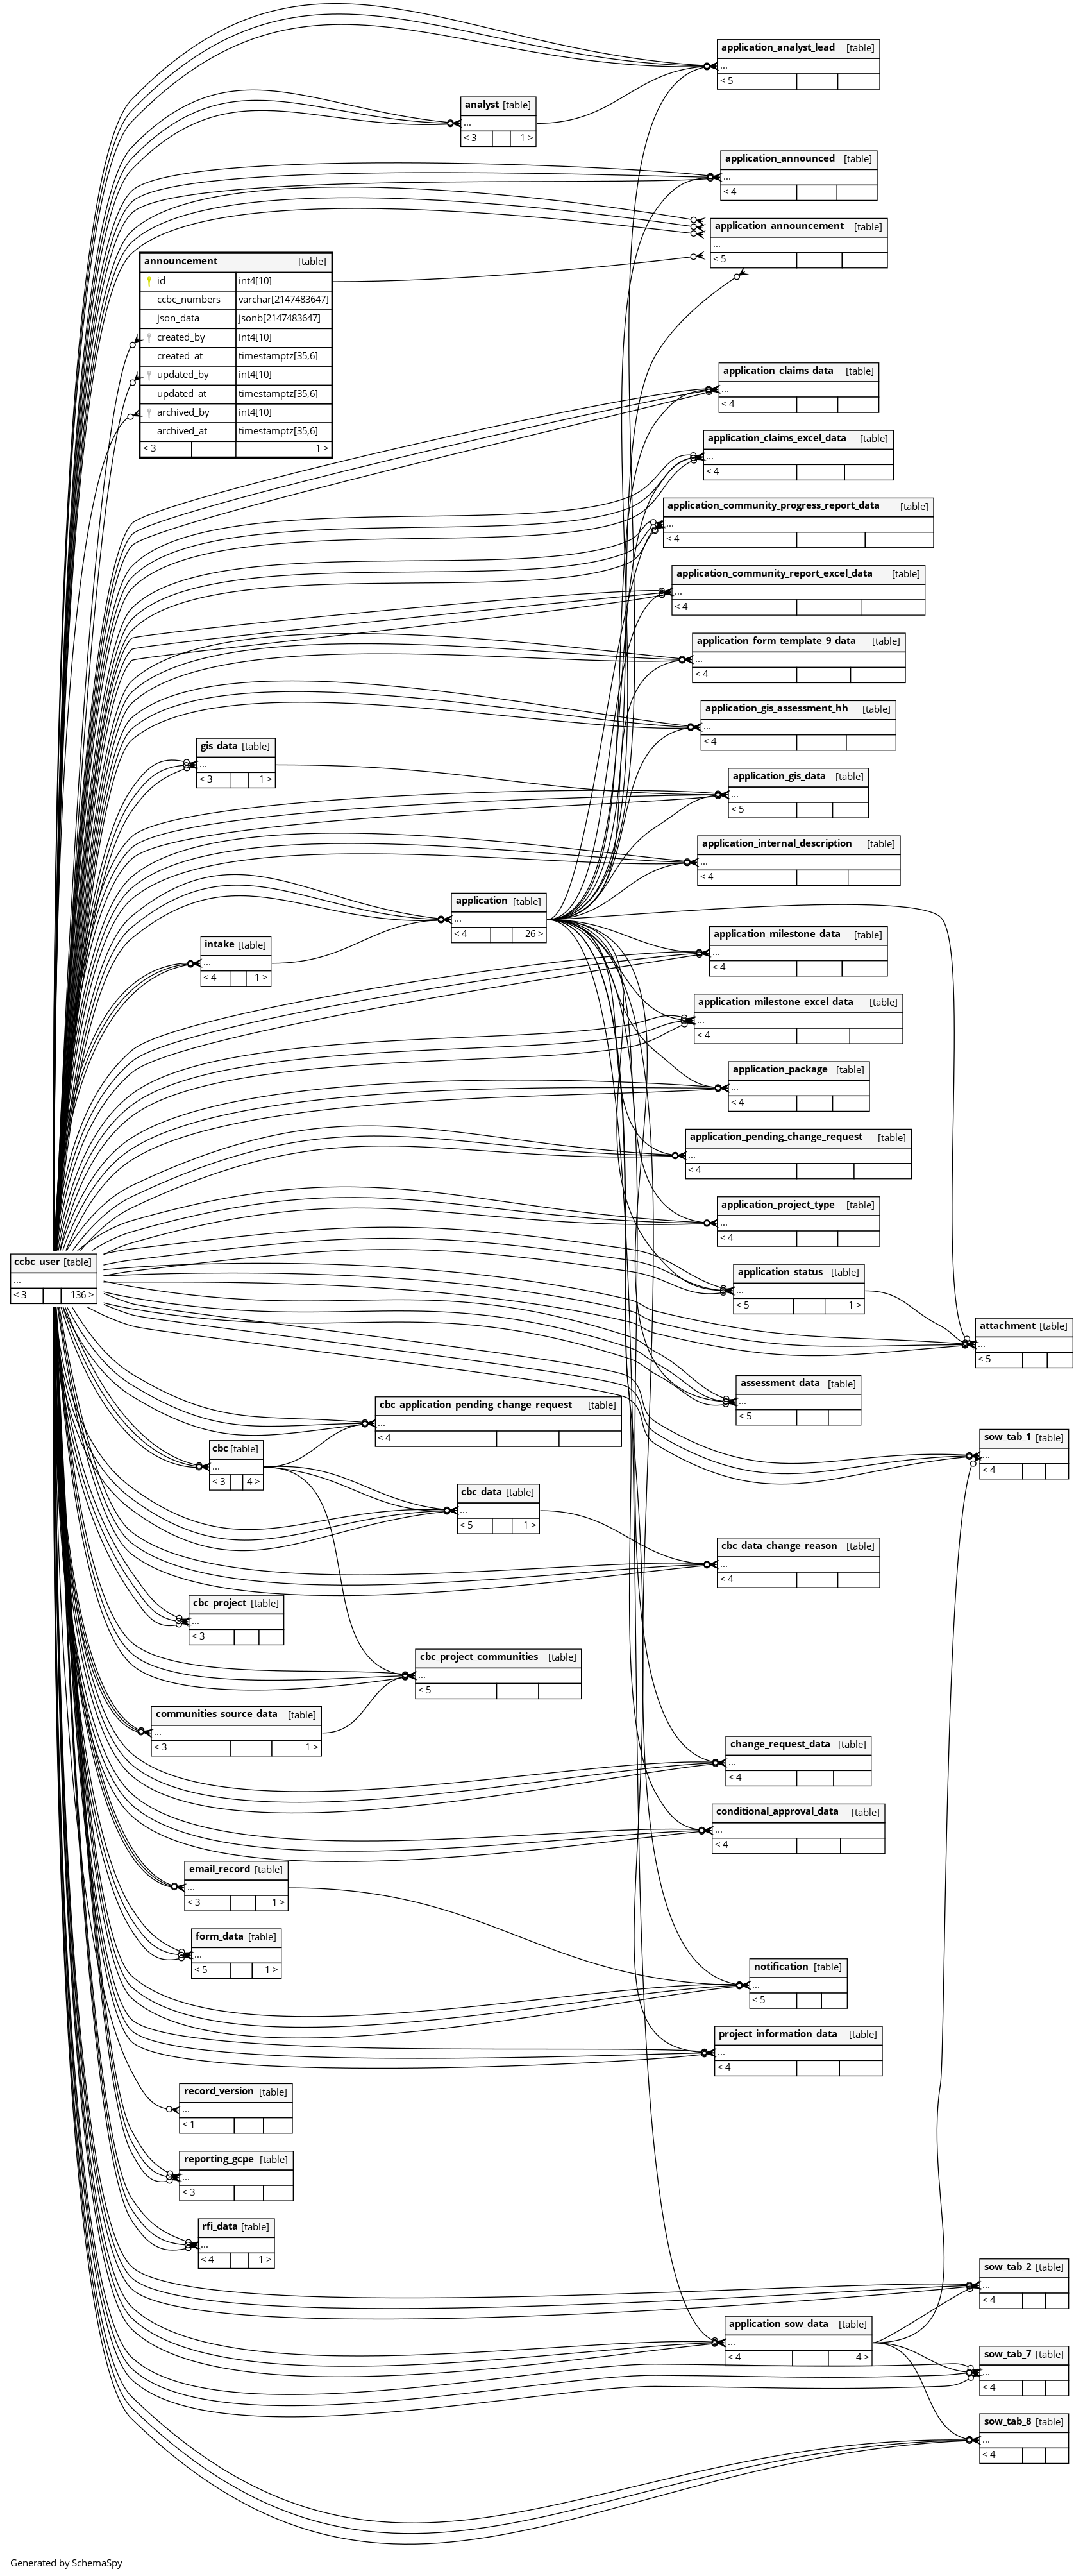 application_analyst_lead [table]
...
< 5
analyst [table]
...
< 3 1 >
application_announced [table]
...
< 4
application_announcement [table]
...
< 5
announcement [table]
id int4[10]
ccbc_numbers varchar[2147483647]
json_data jsonb[2147483647]
created_by int4[10]
created_at timestamptz[35,6]
updated_by int4[10]
updated_at timestamptz[35,6]
archived_by int4[10]
archived_at timestamptz[35,6]
< 3 1 >
application_claims_data [table]
...
< 4
application_claims_excel_data [table]
...
< 4
application_community_progress_report_data [table]
...
< 4
application_community_report_excel_data [table]
...
< 4
application_form_template_9_data [table]
...
< 4
application_gis_assessment_hh [table]
...
< 4
gis_data [table]
...
< 3 1 >
application_gis_data [table]
...
< 5
application_internal_description [table]
...
< 4
application [table]
...
< 4 26 >
intake [table]
...
< 4 1 >
application_milestone_data [table]
...
< 4
application_milestone_excel_data [table]
...
< 4
application_package [table]
...
< 4
application_pending_change_request [table]
...
< 4
application_project_type [table]
...
< 4
ccbc_user [table]
...
< 3 136 >
application_status [table]
...
< 5 1 >
attachment [table]
...
< 5
assessment_data [table]
...
< 5
cbc_application_pending_change_request [table]
...
< 4
sow_tab_1 [table]
...
< 4
cbc [table]
...
< 3 4 >
cbc_data [table]
...
< 5 1 >
cbc_data_change_reason [table]
...
< 4
cbc_project [table]
...
< 3
cbc_project_communities [table]
...
< 5
communities_source_data [table]
...
< 3 1 >
change_request_data [table]
...
< 4
conditional_approval_data [table]
...
< 4
email_record [table]
...
< 3 1 >
form_data [table]
...
< 5 1 >
notification [table]
...
< 5
project_information_data [table]
...
< 4
record_version [table]
...
< 1
reporting_gcpe [table]
...
< 3
rfi_data [table]
...
< 4 1 >
sow_tab_2 [table]
...
< 4
application_sow_data [table]
...
< 4 4 >
sow_tab_7 [table]
...
< 4
sow_tab_8 [table]
...
< 4
Generated by SchemaSpy